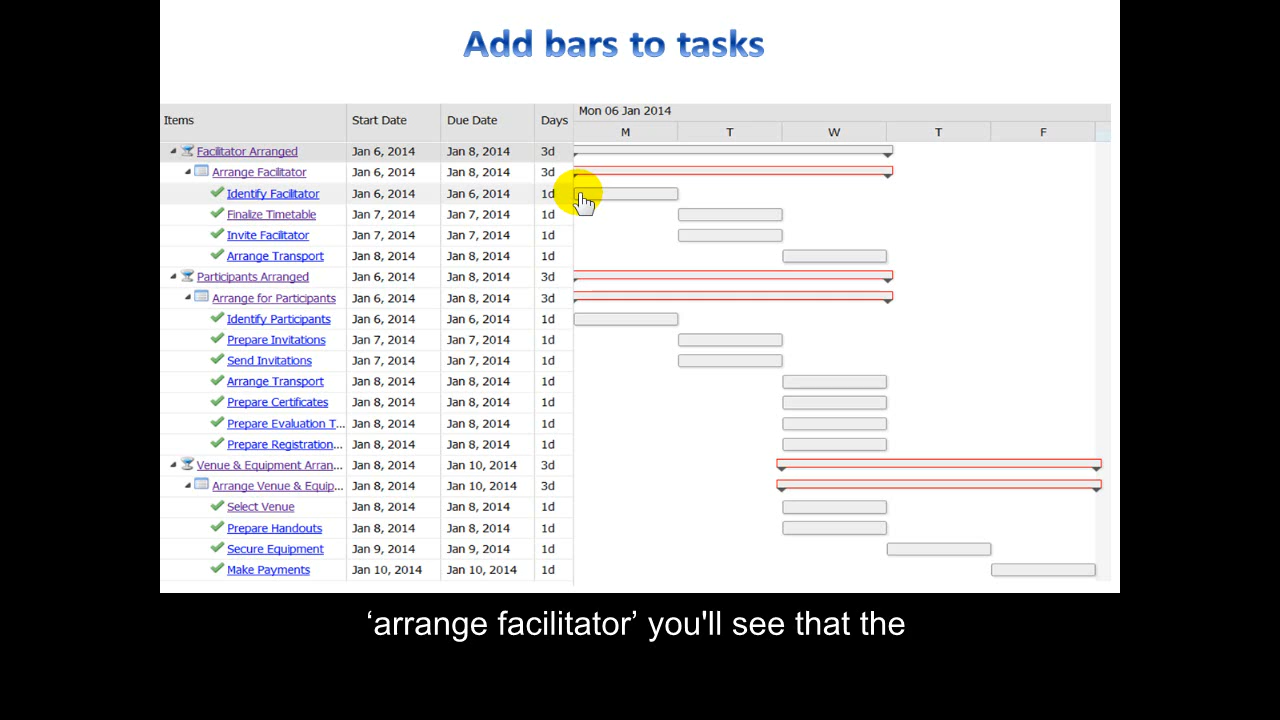 Add bars to tasks
Mon 06 Jan 2014
Items Start Date Due Date Days M T W T F
Facilitator Arranged Jan 6, 2014 Jan 8, 2014 3d
Arrange Facilitator Jan 6, 2014 Jan 8, 2014 3d
Identify Facilitator Jan 6, 2014 Jan 6, 2014 1d
Finalize Timetable Jan 7, 2014 Jan 7, 2014 1d
Invite Facilitator Jan 7, 2014 Jan 7, 2014 1d
Arrange Transport Jan 8, 2014 Jan 8, 2014 1d
Participants Arranged Jan 6, 2014 Jan 8, 2014 3d
Arrange for Participants Jan 6, 2014 Jan 8, 2014 3d
Identify Participants Jan 6, 2014 Jan 6, 2014 1d
Prepare Invitations Jan 7, 2014 Jan 7, 2014 1d
Send Invitations Jan 7, 2014 Jan 7, 2014 1d
Arrange Transport Jan 8, 2014 Jan 8, 2014 1d
Prepare Certificates Jan 8, 2014 Jan 8, 2014 1d
Prepare Evaluation T... Jan 8, 2014 Jan 8, 2014 1d
Prepare Registration... Jan 8, 2014 Jan 8, 2014 1d
Venue & Equipment Arran... Jan 8, 2014 Jan 10, 2014 3d
Arrange Venue & Equip... Jan 8, 2014 Jan 10, 2014 3d
Select Venue Jan 8, 2014 Jan 8, 2014 1d
Prepare Handouts Jan 8, 2014 Jan 8, 2014 1d
Secure Equipment Jan 9, 2014 Jan 9, 2014 1d
Make Payments Jan 10, 2014 Jan 10, 2014 1d
‘arrange facilitator’ you'll see that the